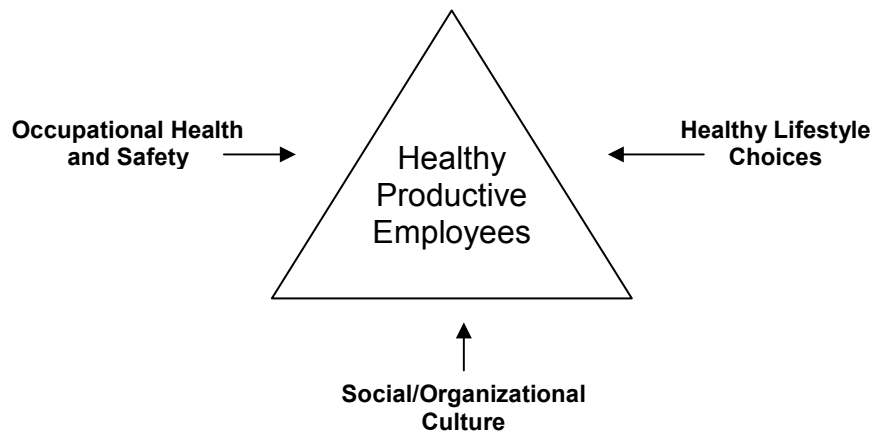 Occupational Health
and Safety
Healthy Lifestyle
Choices
Healthy
Productive
Employees
Social/Organizational
Culture